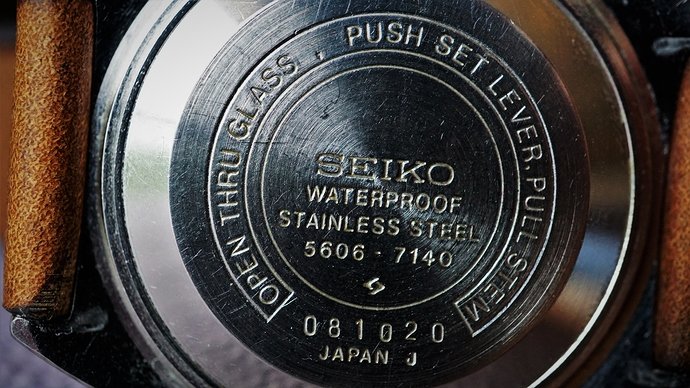 OPEN THRU GLASS, PUSH SET LEVER, PULL STEM
SEIKO
WATERPROOF
STAINLESS STEEL
5606-7140
081020
JAPAN J